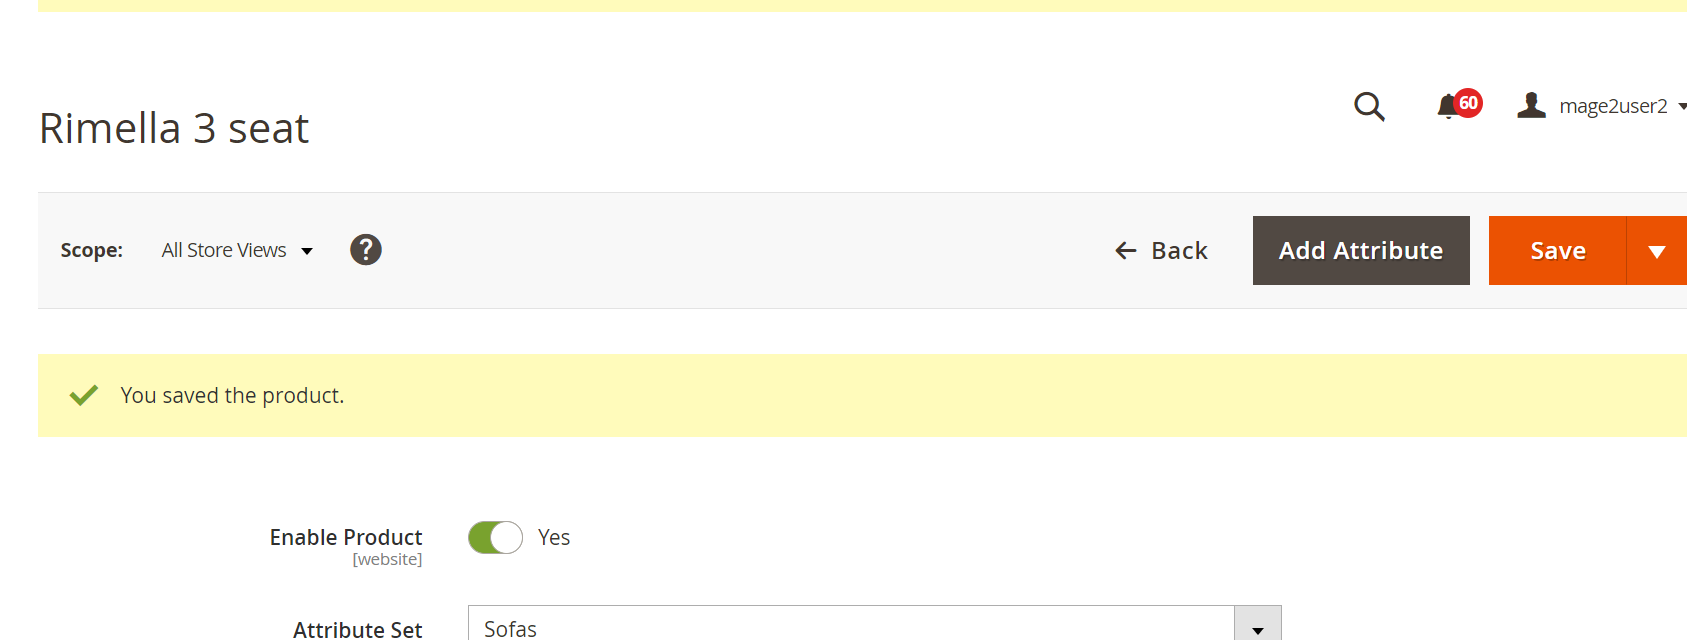 60
mage2user2
Rimella 3 seat
Scope: All Store Views ? Back Add Attribute Save
You saved the product.
Enable Product Yes
[website]
Attribute Set Sofas